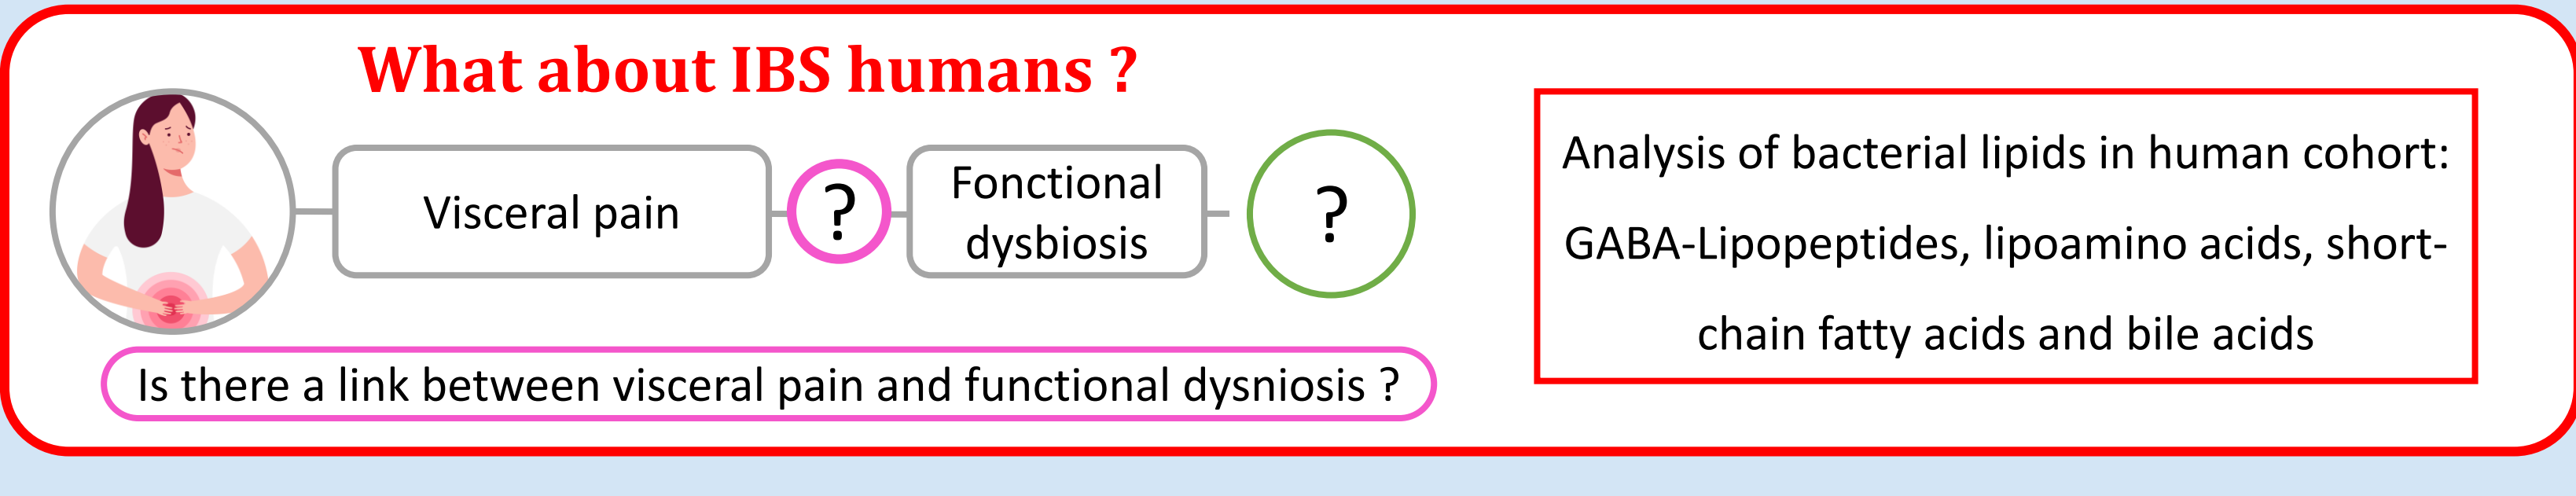 What about IBS humans ?
Visceral pain
?
Fonctional
dysbiosis
?
Is there a link between visceral pain and functional dysniosis ?
Analysis of bacterial lipids in human cohort:
GABA-Lipopeptides, lipoamino acids, short-
chain fatty acids and bile acids